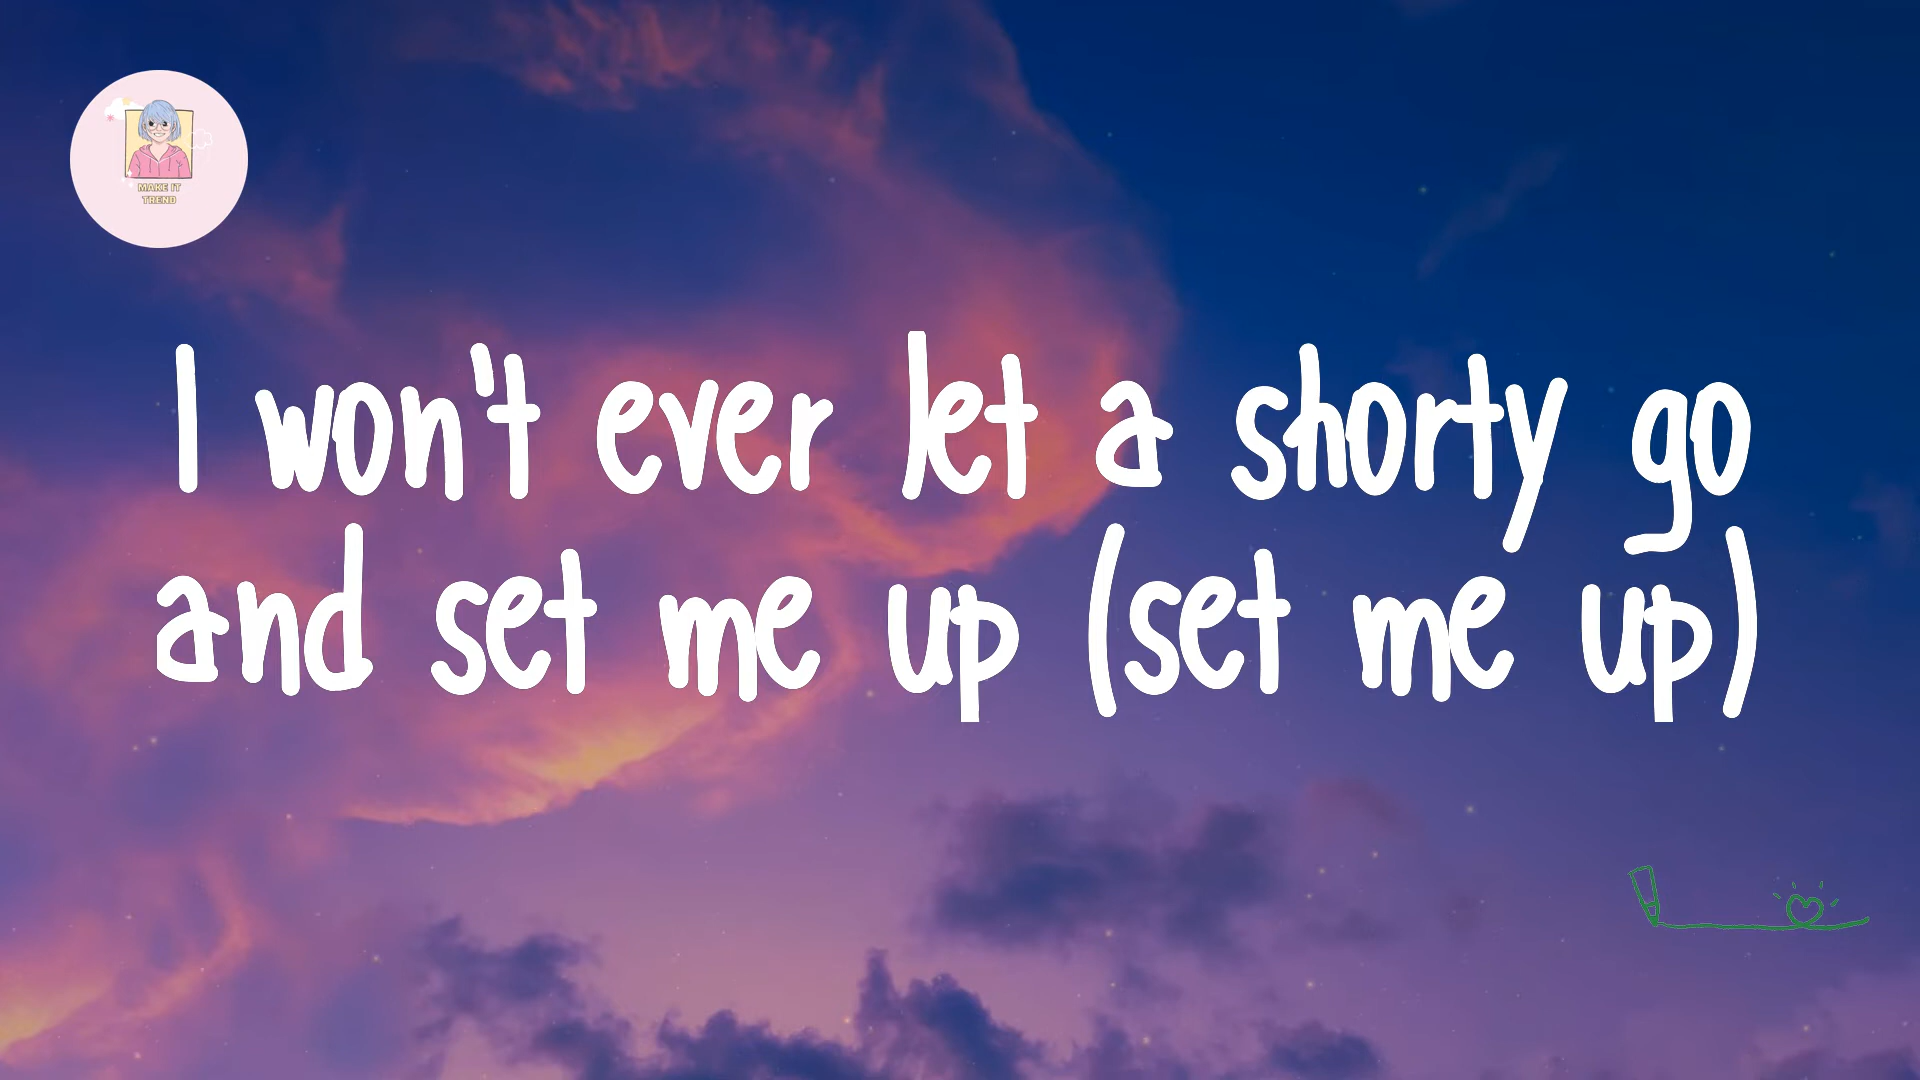 MAKE IT
TREND
I won't ever let a shorty go
and set me up (set me up)